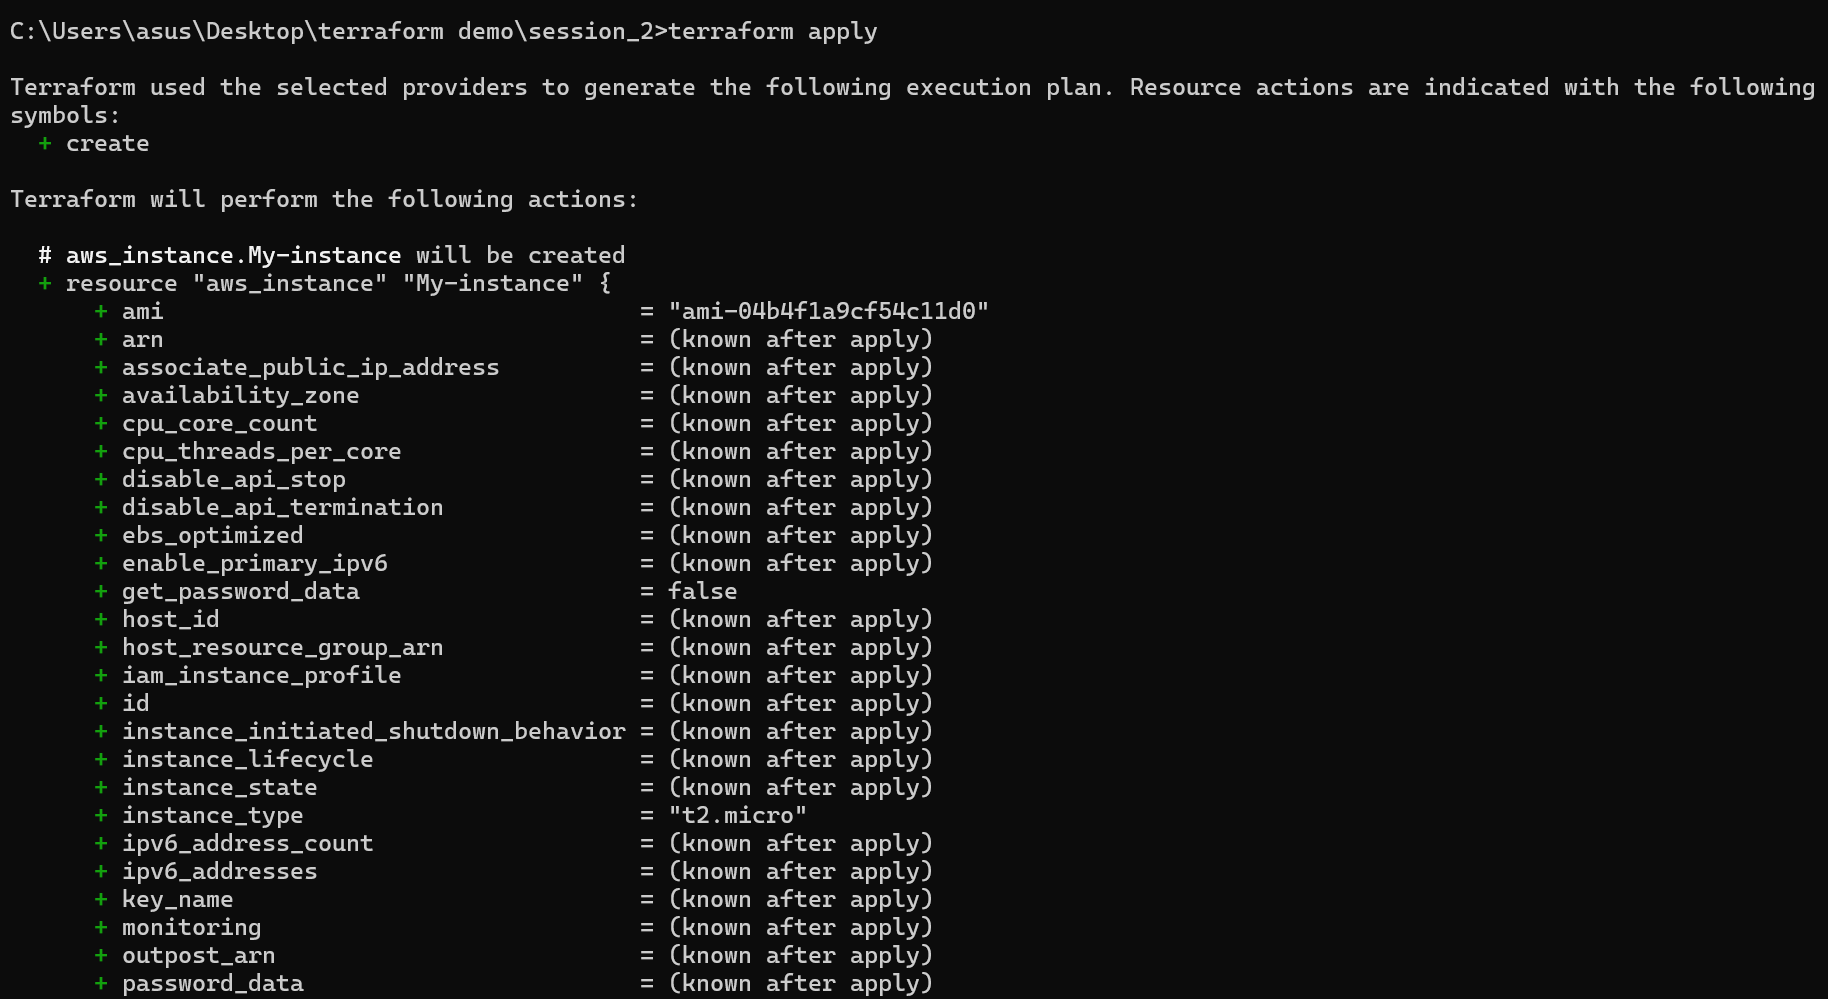 C:\Users\asus\Desktop\terraform demo\session_2>terraform apply
Terraform used the selected providers to generate the following execution plan. Resource actions are indicated with the following
symbols:
+ create
Terraform will perform the following actions:
# aws_instance.My-instance will be created
+ resource "aws_instance" "My-instance" {
+ ami = "ami-04b4f1a9cf54c11d0"
+ arn = (known after apply)
+ associate_public_ip_address = (known after apply)
+ availability_zone = (known after apply)
+ cpu_core_count = (known after apply)
+ cpu_threads_per_core = (known after apply)
+ disable_api_stop = (known after apply)
+ disable_api_termination = (known after apply)
+ ebs_optimized = (known after apply)
+ enable_primary_ipv6 = (known after apply)
+ get_password_data = false
+ host_id = (known after apply)
+ host_resource_group_arn = (known after apply)
+ iam_instance_profile = (known after apply)
+ id = (known after apply)
+ instance_initiated_shutdown_behavior = (known after apply)
+ instance_lifecycle = (known after apply)
+ instance_state = (known after apply)
+ instance_type = "t2.micro"
+ ipv6_address_count = (known after apply)
+ ipv6_addresses = (known after apply)
+ key_name = (known after apply)
+ monitoring = (known after apply)
+ outpost_arn = (known after apply)
+ password_data = (known after apply)